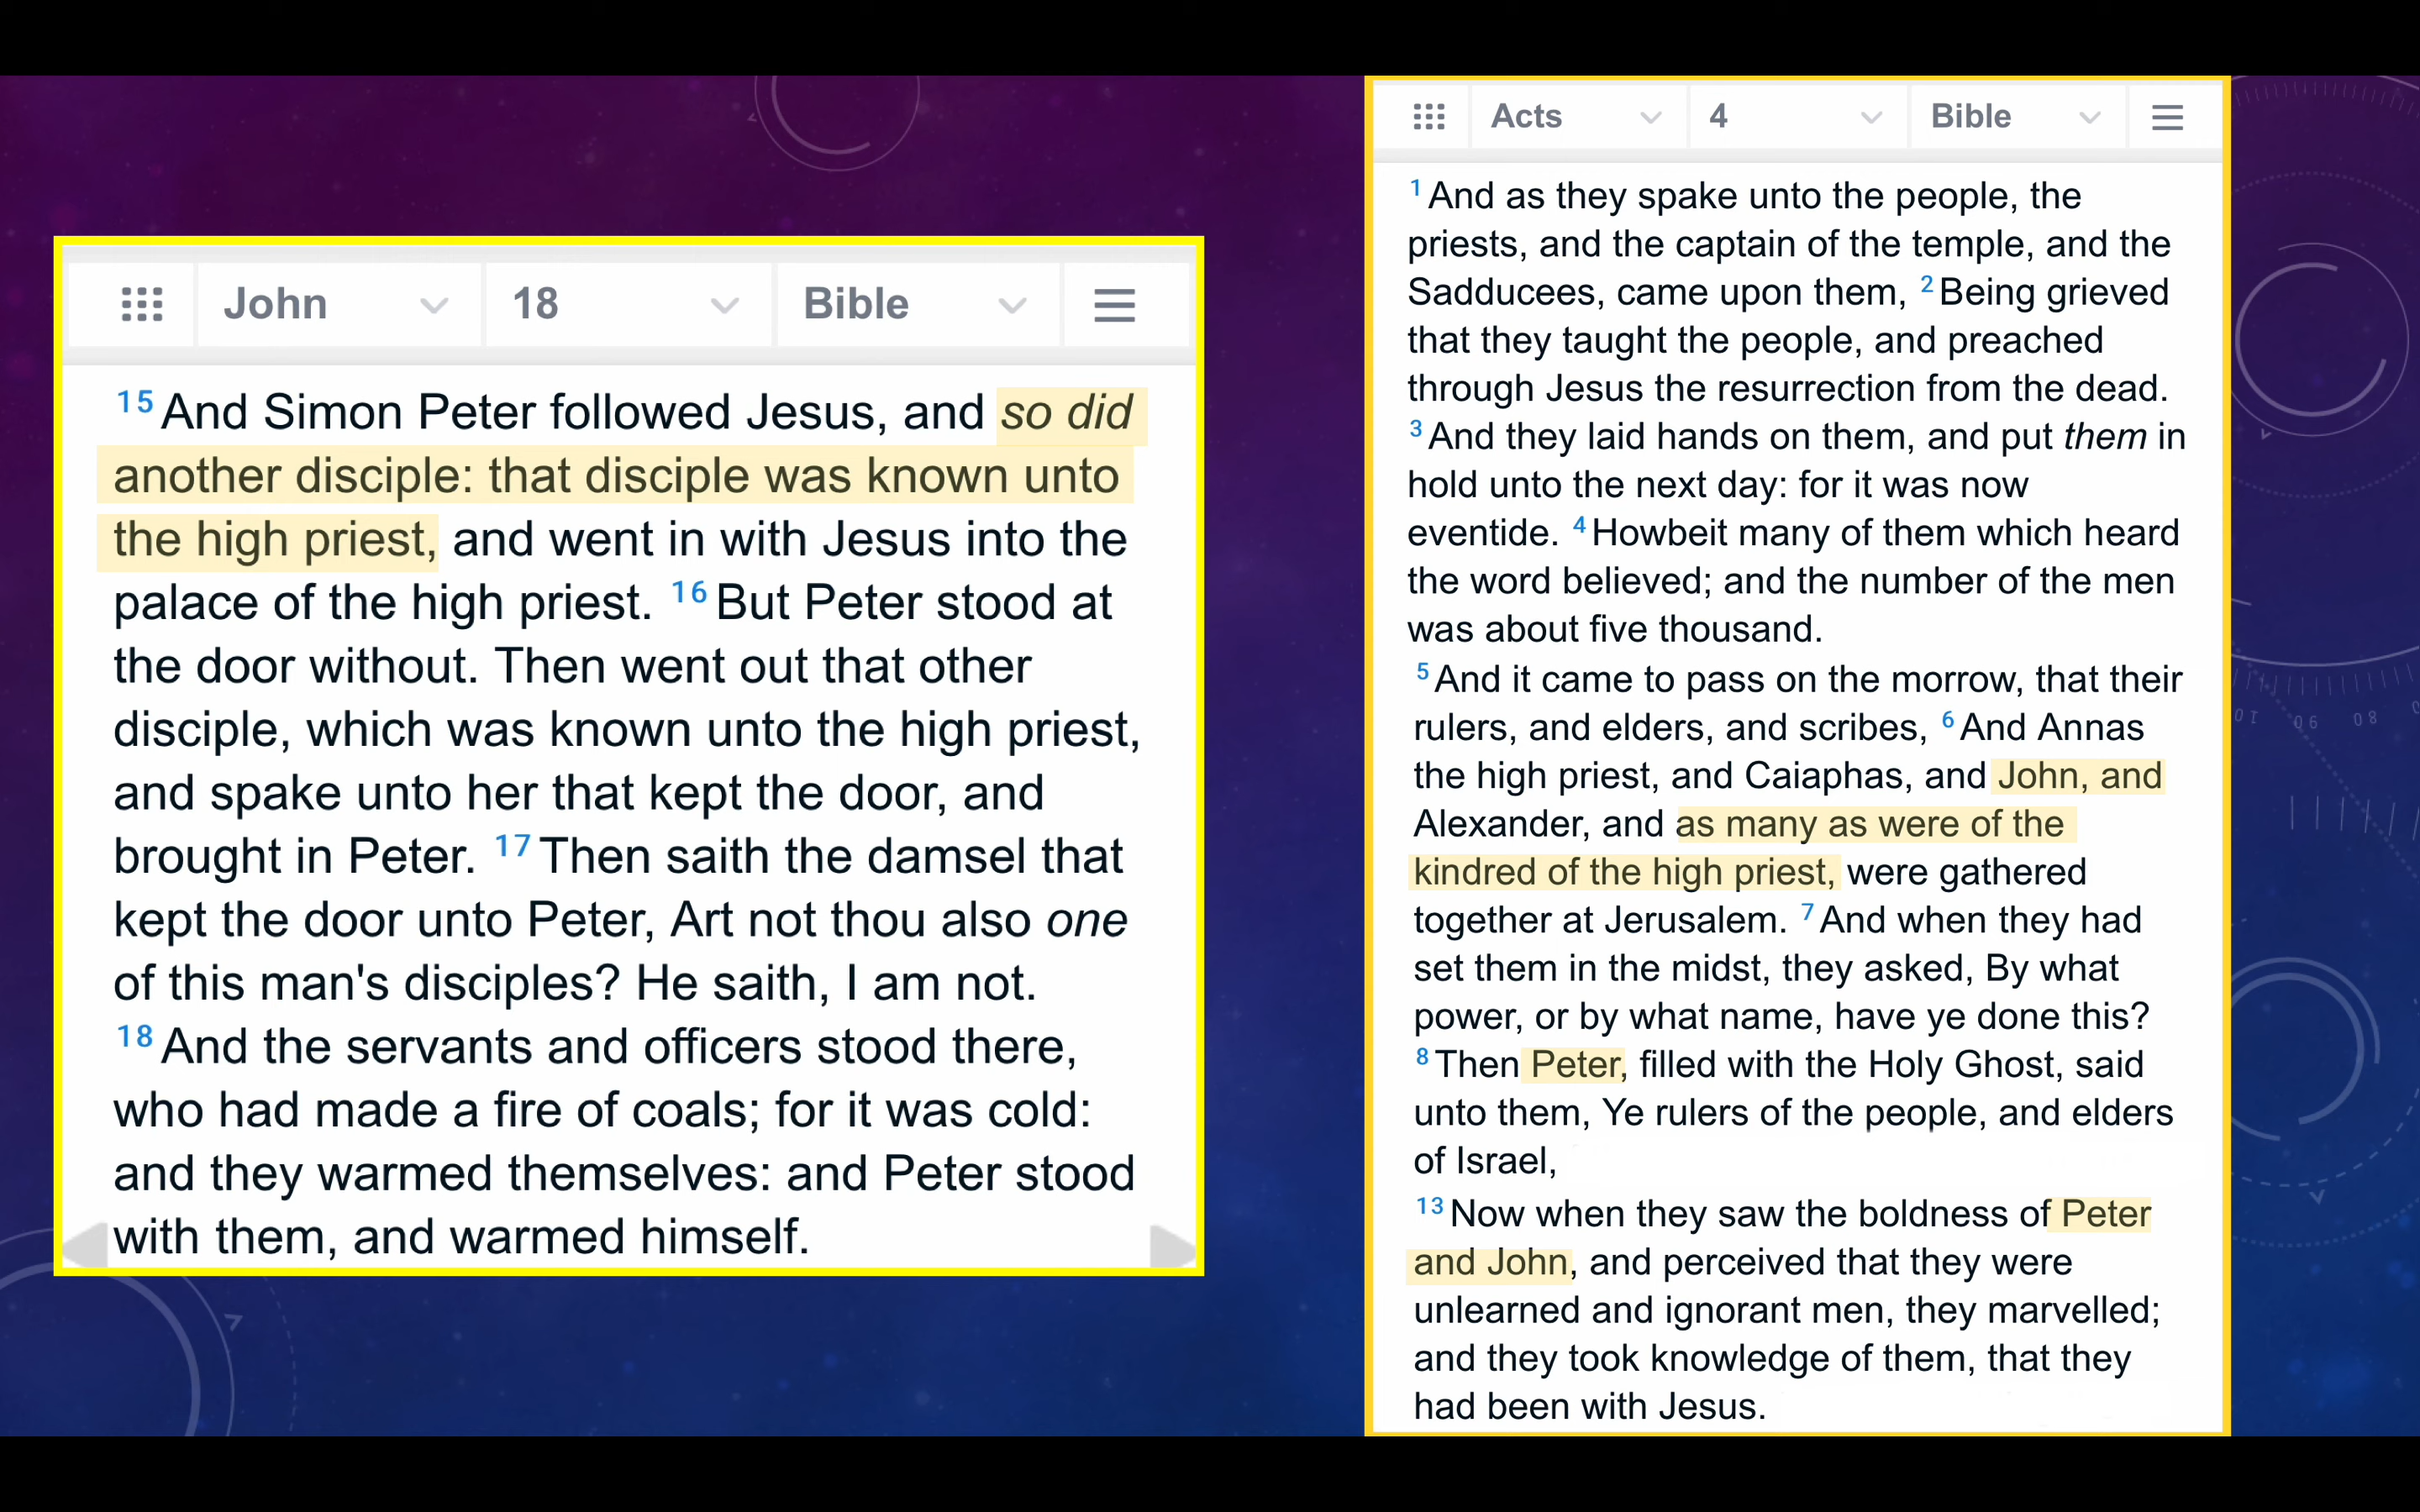 John 18 Bible
15 And Simon Peter followed Jesus, and so did
another disciple: that disciple was known unto
the high priest, and went in with Jesus into the
palace of the high priest. 16 But Peter stood at
the door without. Then went out that other
disciple, which was known unto the high priest,
and spake unto her that kept the door, and
brought in Peter. 17 Then saith the damsel that
kept the door unto Peter, Art not thou also one
of this man's disciples? He saith, I am not.
18 And the servants and officers stood there,
who had made a fire of coals; for it was cold:
and they warmed themselves: and Peter stood
with them, and warmed himself.
Acts 4 Bible
1 And as they spake unto the people, the
priests, and the captain of the temple, and the
Sadducees, came upon them, 2 Being grieved
that they taught the people, and preached
through Jesus the resurrection from the dead.
3 And they laid hands on them, and put them in
hold unto the next day: for it was now
eventide. 4 Howbeit many of them which heard
the word believed; and the number of the men
was about five thousand.
5 And it came to pass on the morrow, that their
rulers, and elders, and scribes, 6 And Annas
the high priest, and Caiaphas, and John, and
Alexander, and as many as were of the
kindred of the high priest, were gathered
together at Jerusalem. 7 And when they had
set them in the midst, they asked, By what
power, or by what name, have ye done this?
8 Then Peter, filled with the Holy Ghost, said
unto them, Ye rulers of the people, and elders
of Israel,
13 Now when they saw the boldness of Peter
and John, and perceived that they were
unlearned and ignorant men, they marvelled;
and they took knowledge of them, that they
had been with Jesus.